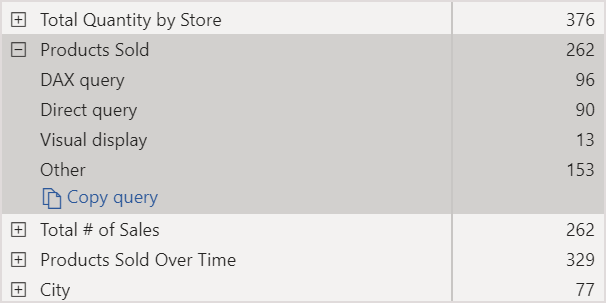 Total Quantity by Store 376
Products Sold 262
DAX query 96
Direct query 90
Visual display 13
Other 153
Copy query
Total # of Sales 262
Products Sold Over Time 329
City 77